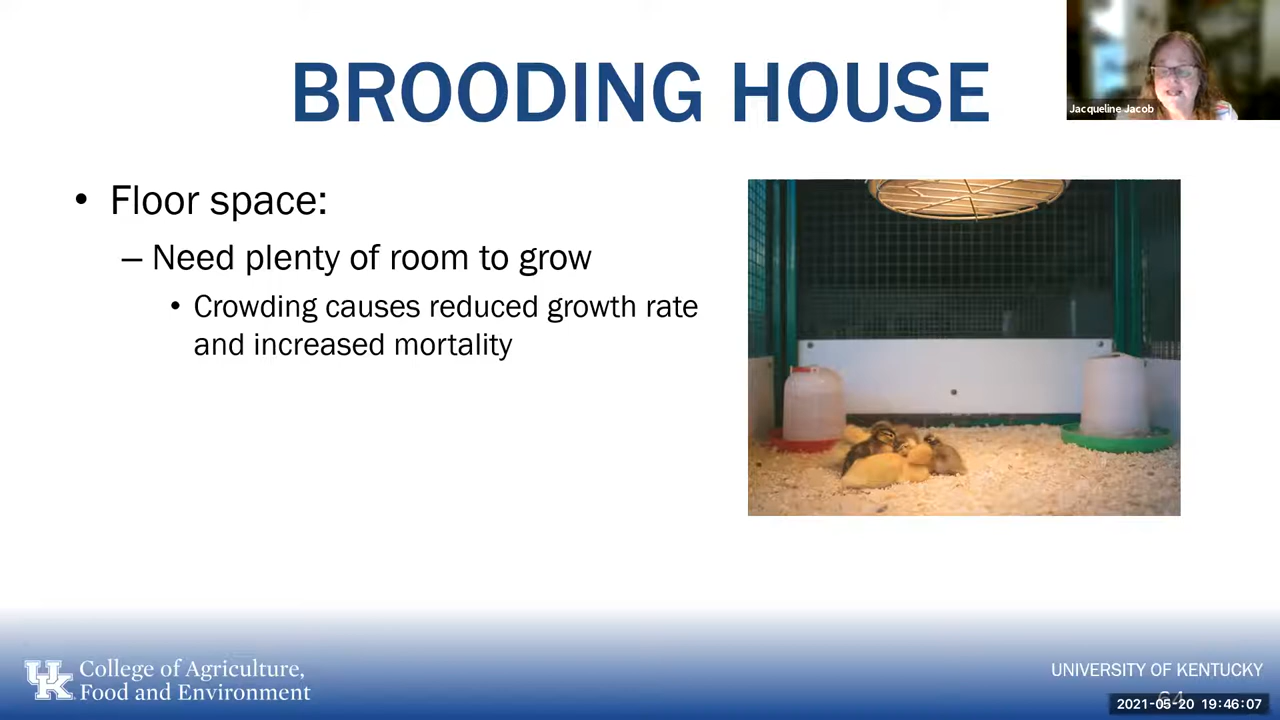 BROODING HOUSE
Jacqueline Jacob
• Floor space:
– Need plenty of room to grow
• Crowding causes reduced growth rate
and increased mortality
UK
College of Agriculture,
Food and Environment
UNIVERSITY OF KENTUCKY
64
2021-05-20 19:46:07